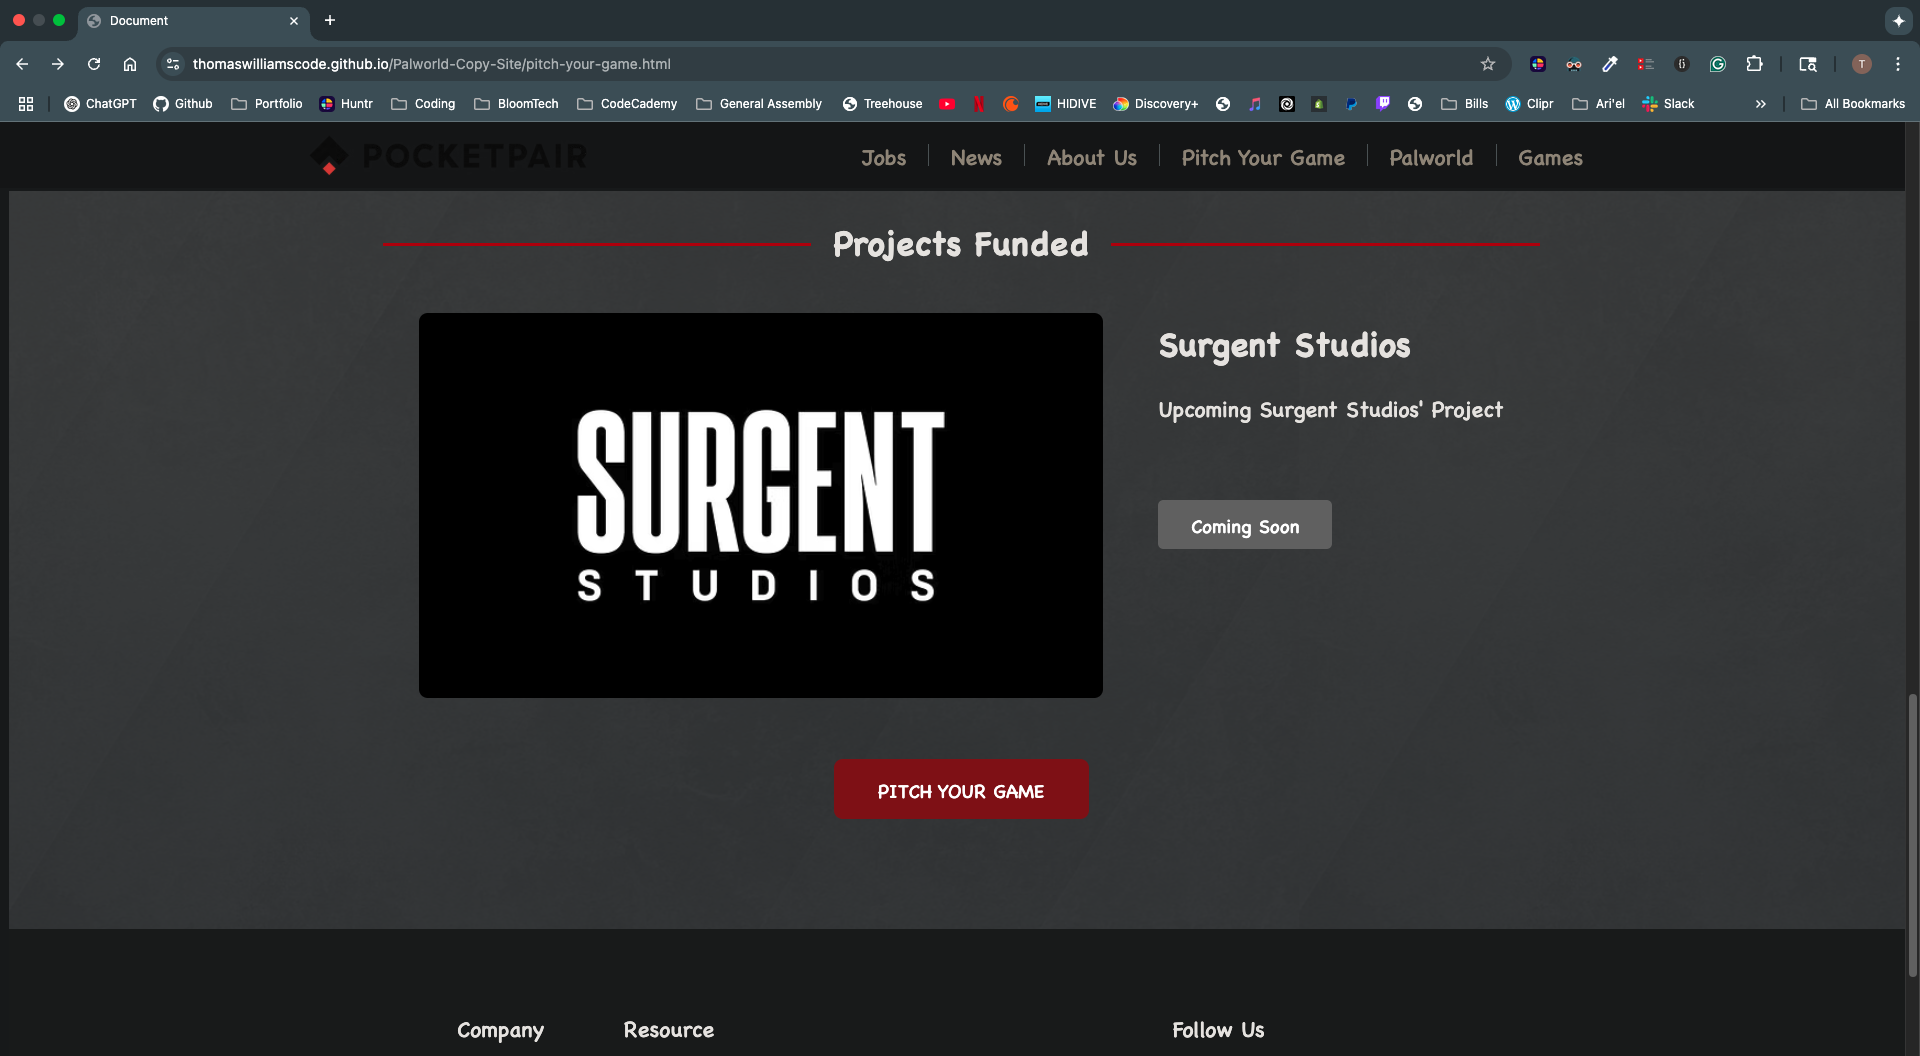 Document
thomaswilliamscode.github.io/Palworld-Copy-Site/pitch-your-game.html
T
ChatGPT Github Portfolio Huntr Coding BloomTech CodeCademy General Assembly Treehouse HIDIVE Discovery+ Bills Clipr Ari'el Slack All Bookmarks
POCKETPAIR
Jobs News About Us Pitch Your Game Palworld Games
Projects Funded
SURGENT
STUDIOS
Surgent Studios
Upcoming Surgent Studios' Project
Coming Soon
PITCH YOUR GAME
Company Resource Follow Us